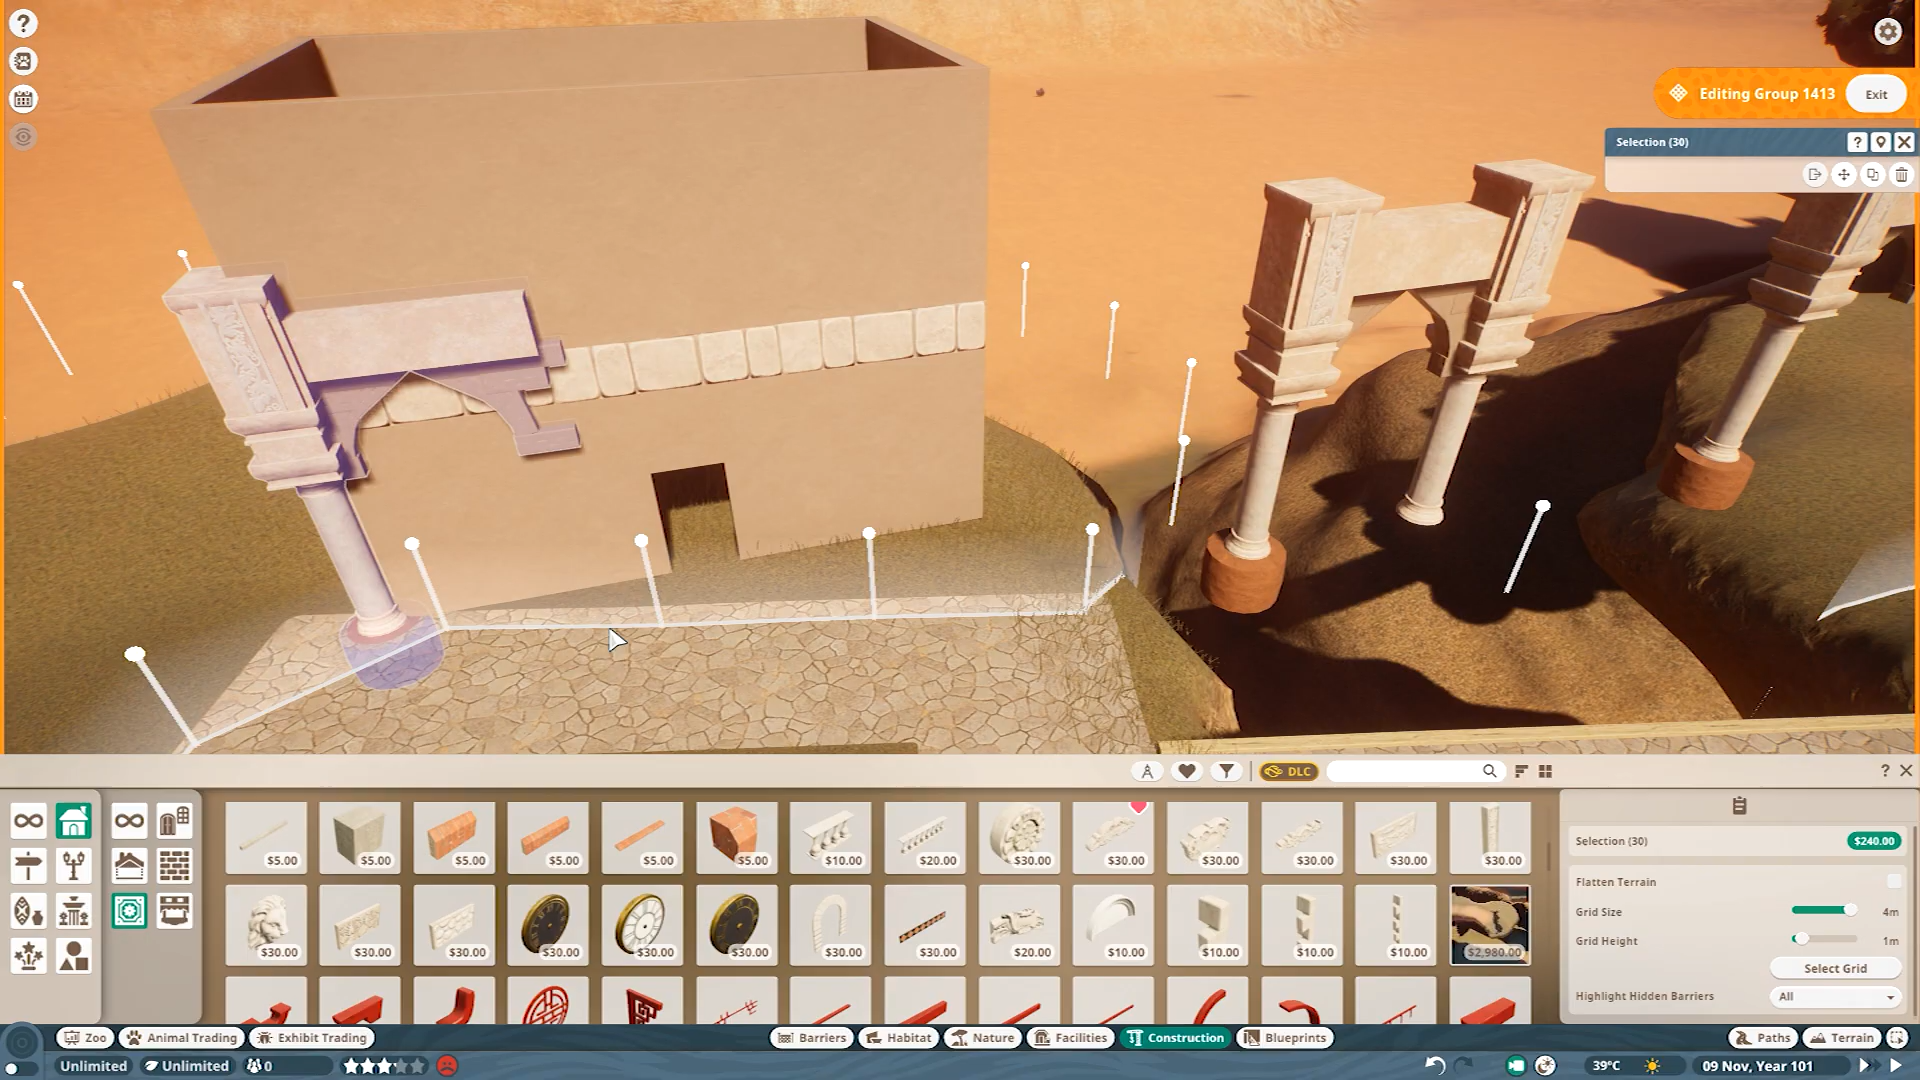 Editing Group 1413
Exit
Selection (30)
DLC
$5.00 $5.00 $5.00 $5.00 $5.00 $5.00 $10.00 $20.00 $30.00 $30.00 $30.00 $30.00 $30.00 $30.00
$30.00 $30.00 $30.00 $30.00 $30.00 $30.00 $30.00 $30.00 $20.00 $10.00 $10.00 $10.00 $10.00 $2,980.00
Selection (30) $240.00
Flatten Terrain
Grid Size 4m
Grid Height 1m
Select Grid
Highlight Hidden Barriers All
Zoo Animal Trading Exhibit Trading Barriers Habitat Nature Facilities Construction Blueprints Paths Terrain
Unlimited Unlimited 0 39°C 09 Nov, Year 101